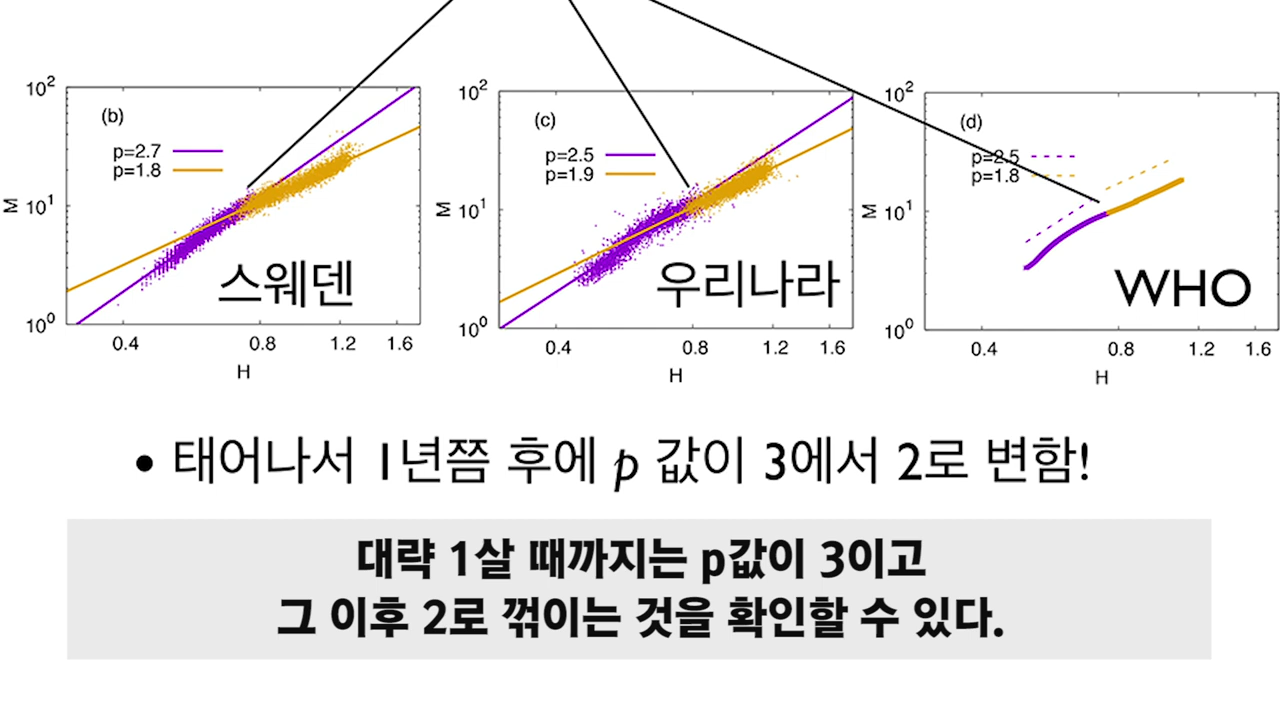 10²
(b)
p=2.7
p=1.8
10¹
M
스웨덴
10⁰
0.4 0.8 1.2 1.6
H
10²
(c)
p=2.5
p=1.9
10¹
M
우리나라
10⁰
0.4 0.8 1.2 1.6
H
10²
(d)
p=2.5
p=1.8
10¹
M
WHO
10⁰
0.4 0.8 1.2 1.6
H
• 태어나서 1년쯤 후에 p 값이 3에서 2로 변함!
대략 1살 때까지는 p값이 3이고
그 이후 2로 꺾이는 것을 확인할 수 있다.